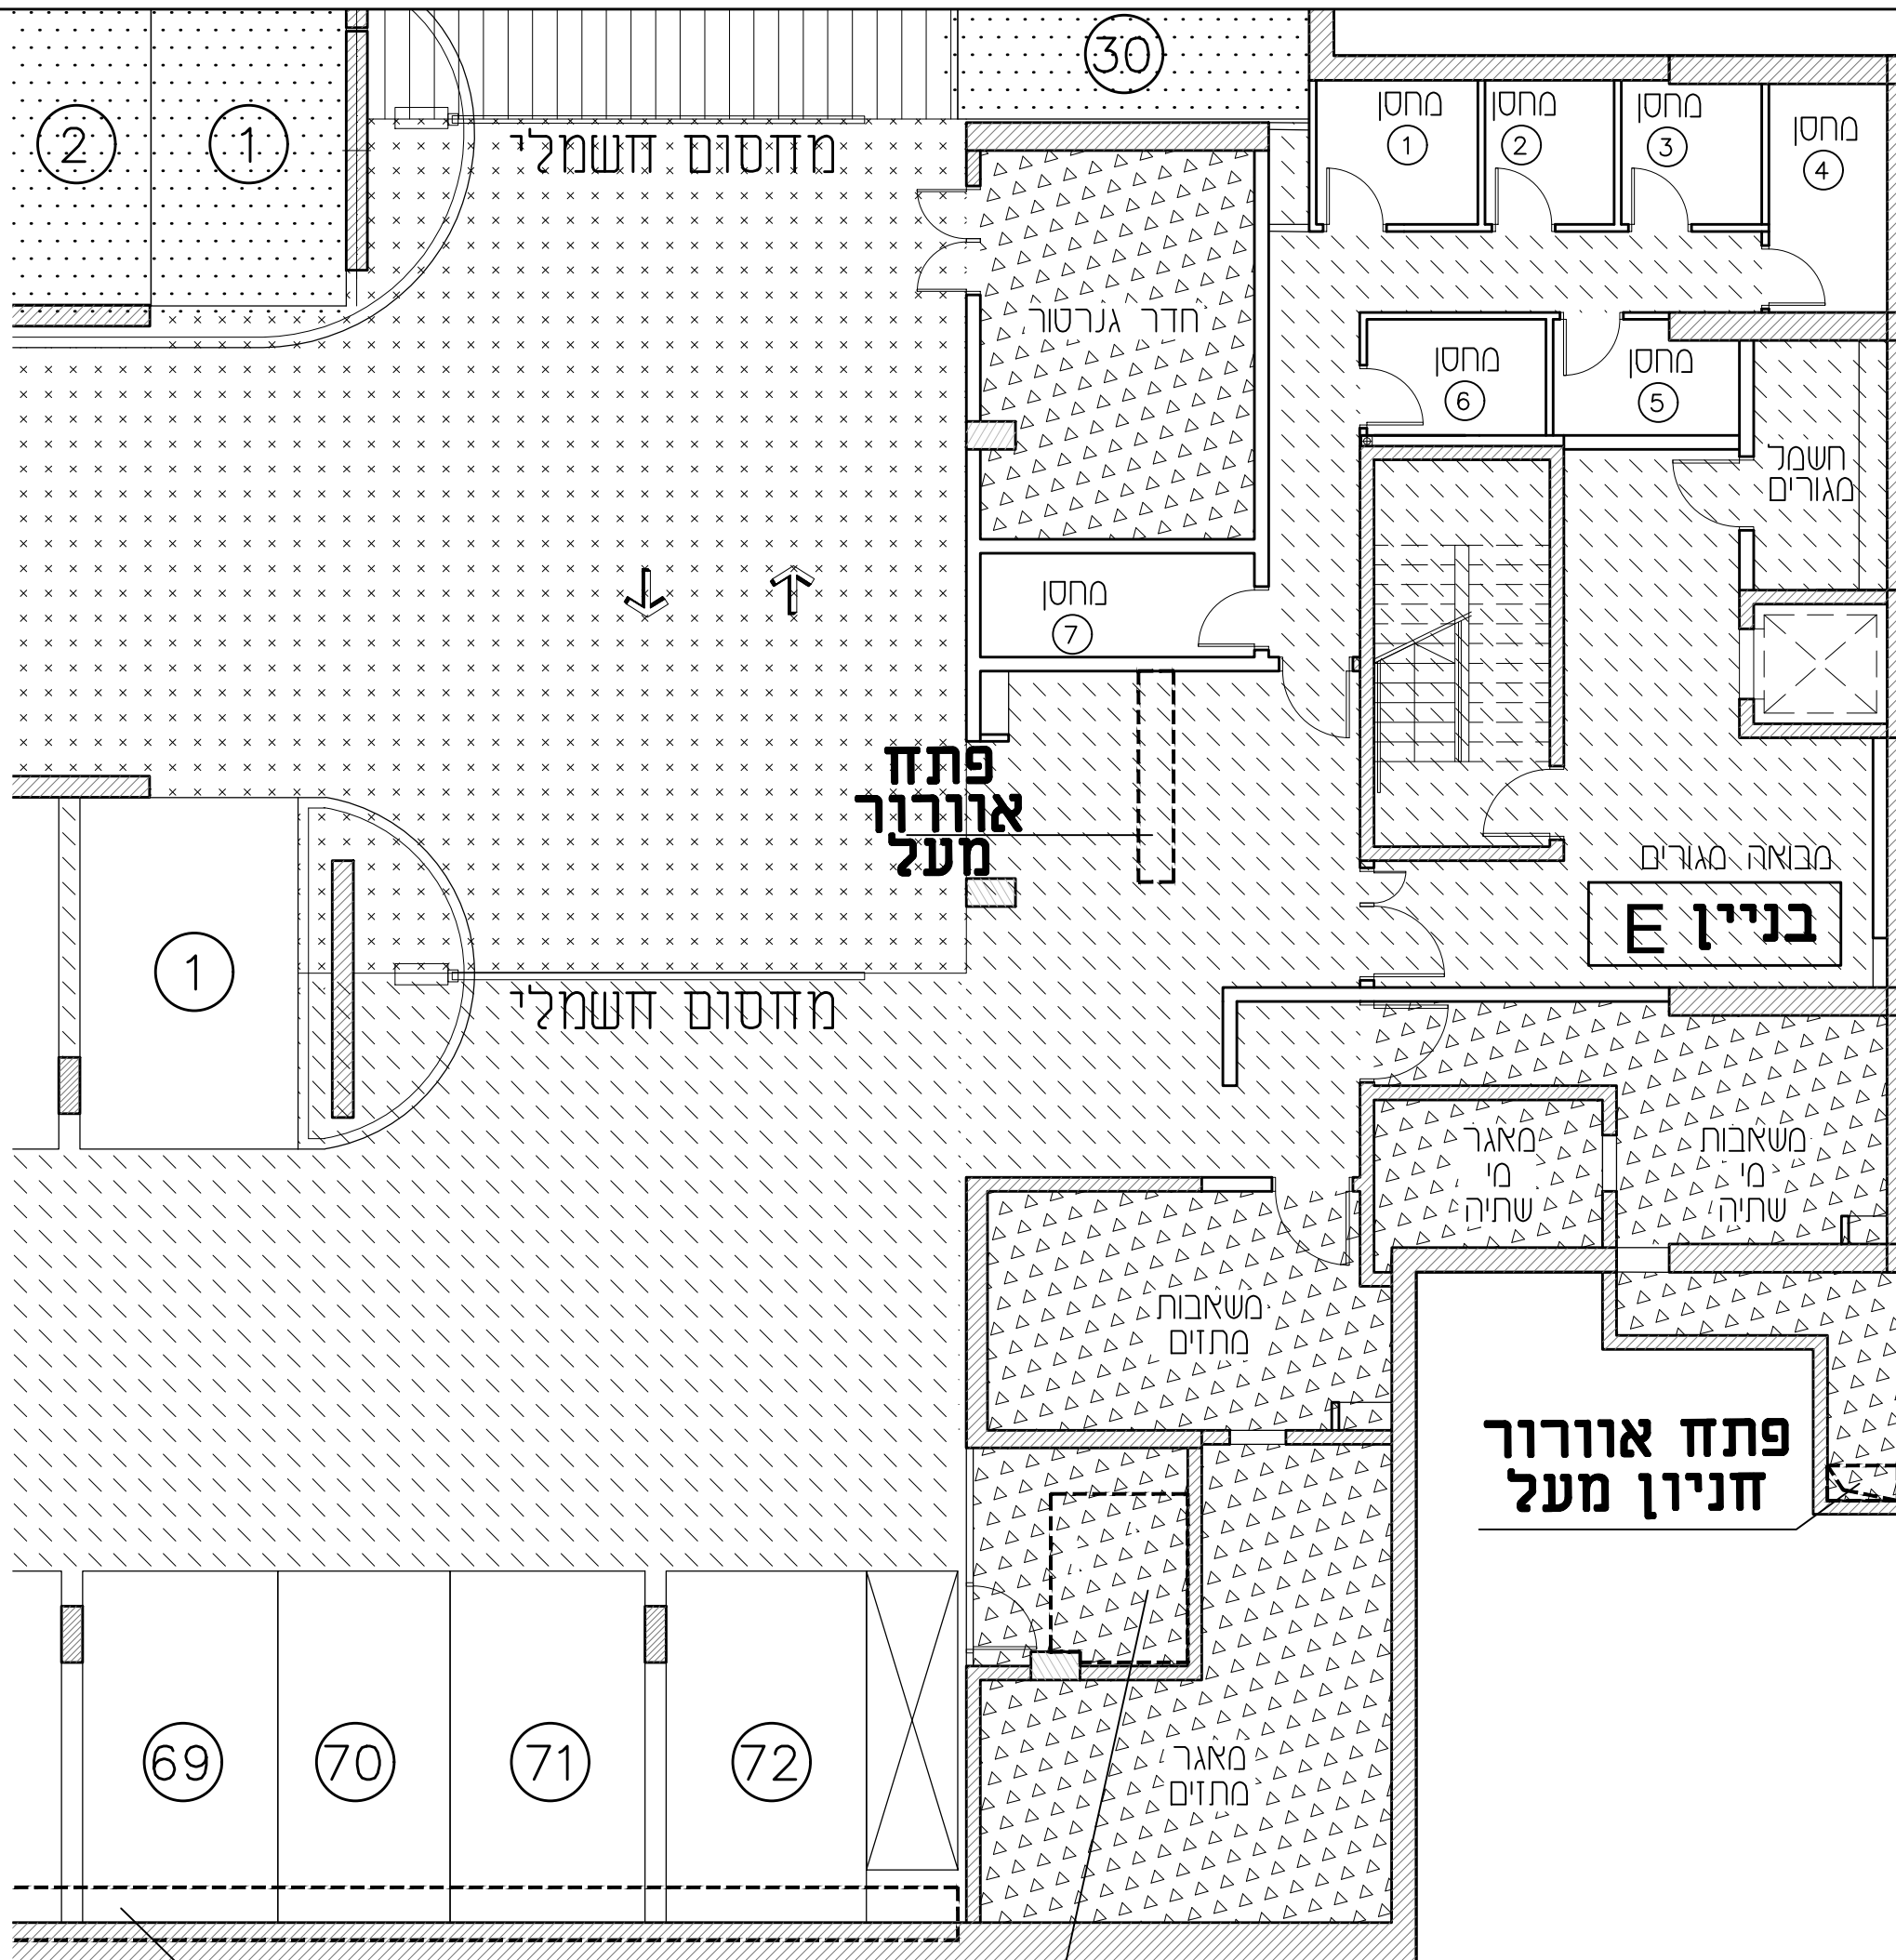 30
2
1
מחסום חשמלי
מחסן
1
מחסן
2
מחסן
3
מחסן
4
חדר גנרטור
מחסן
6
מחסן
5
חשמל
מגורים
מחסן
7
פתח
אוורור
מעל
מבואה מגורים
בניין E
1
מחסום חשמלי
מאגר
מי
שתיה
משאבות
מי
שתיה
משאבות
מתזים
פתח אוורור
חניון מעל
69
70
71
72
מאגר
מתזים